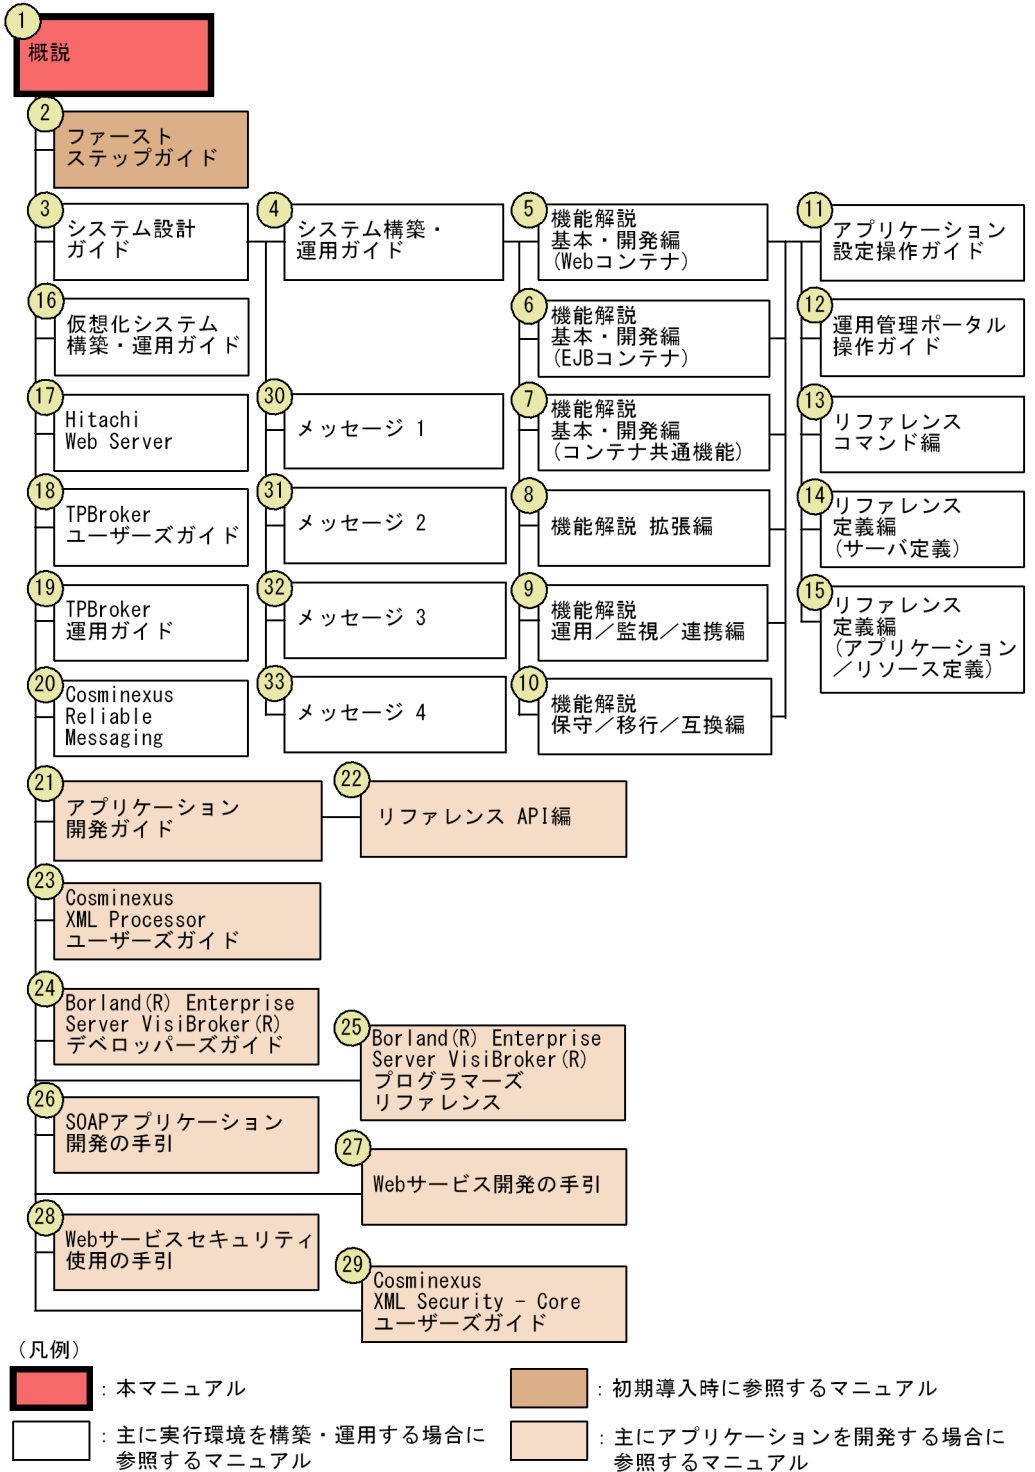 1
概説
2
ファースト
ステップガイド
3
システム設計
ガイド
4
システム構築・
運用ガイド
5
機能解説
基本・開発編
(Webコンテナ)
11
アプリケーション
設定操作ガイド
16
仮想化システム
構築・運用ガイド
6
機能解説
基本・開発編
(EJBコンテナ)
12
運用管理ポータル
操作ガイド
17
Hitachi
Web Server
30
メッセージ 1
7
機能解説
基本・開発編
(コンテナ共通機能)
13
リファレンス
コマンド編
18
TPBroker
ユーザーズガイド
31
メッセージ 2
8
機能解説 拡張編
14
リファレンス
定義編
(サーバ定義)
19
TPBroker
運用ガイド
32
メッセージ 3
9
機能解説
運用／監視／連携編
15
リファレンス
定義編
(アプリケーション
／リソース定義)
20
Cosminexus
Reliable
Messaging
33
メッセージ 4
10
機能解説
保守／移行／互換編
21
アプリケーション
開発ガイド
22
リファレンス API編
23
Cosminexus
XML Processor
ユーザーズガイド
24
Borland(R) Enterprise
Server VisiBroker(R)
デベロッパーズガイド
25
Borland(R) Enterprise
Server VisiBroker(R)
プログラマーズ
リファレンス
26
SOAPアプリケーション
開発の手引
27
Webサービス開発の手引
28
Webサービスセキュリティ
使用の手引
29
Cosminexus
XML Security － Core
ユーザーズガイド
(凡例)
：本マニュアル
：初期導入時に参照するマニュアル
：主に実行環境を構築・運用する場合に
参照するマニュアル
：主にアプリケーションを開発する場合に
参照するマニュアル